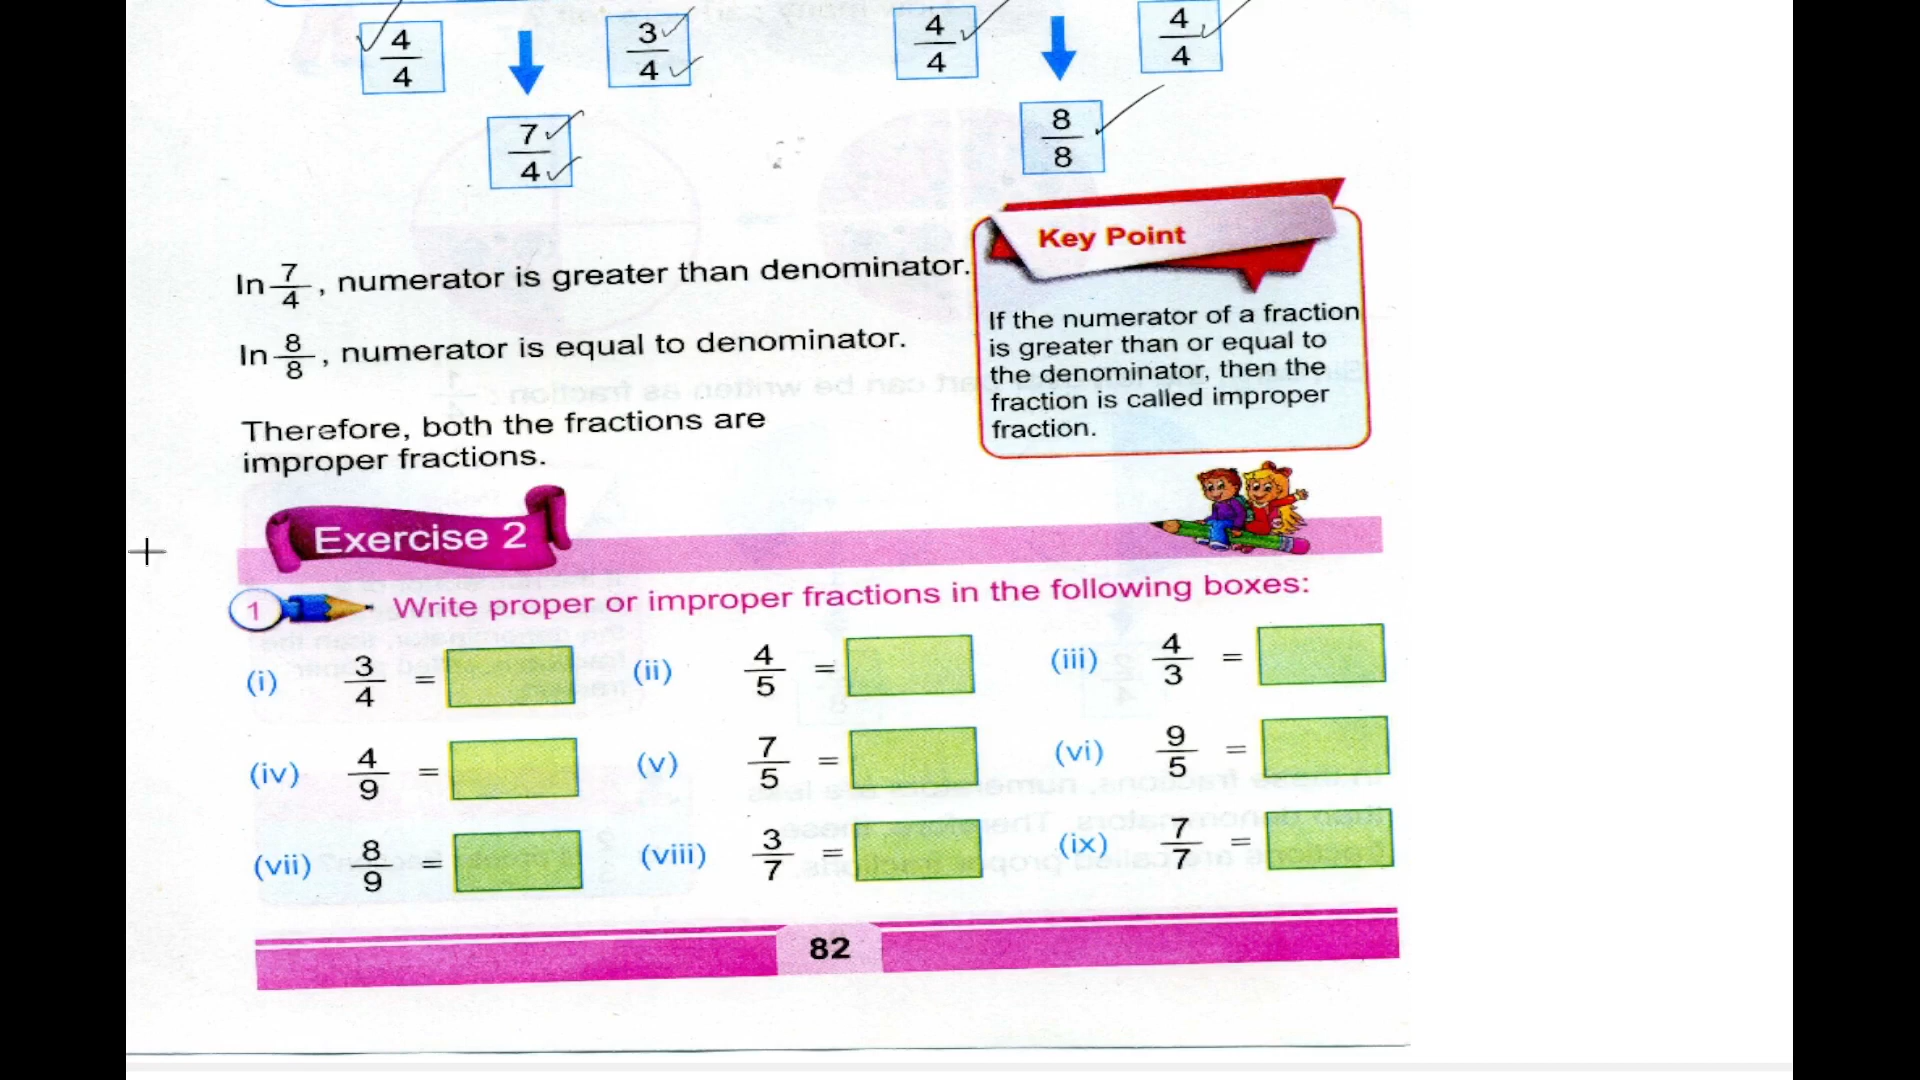 4/4 3/4 4/4 4/4
7/4 8/8
Key Point
In 7/4, numerator is greater than denominator.
In 8/8, numerator is equal to denominator.
Therefore, both the fractions are
improper fractions.
If the numerator of a fraction
is greater than or equal to
the denominator, then the
fraction is called improper
fraction.
Exercise 2
1 Write proper or improper fractions in the following boxes:
(i) 3/4 = (ii) 4/5 = (iii) 4/3 =
(iv) 4/9 = (v) 7/5 = (vi) 9/5 =
(vii) 8/9 = (viii) 3/7 = (ix) 7/7 =
82